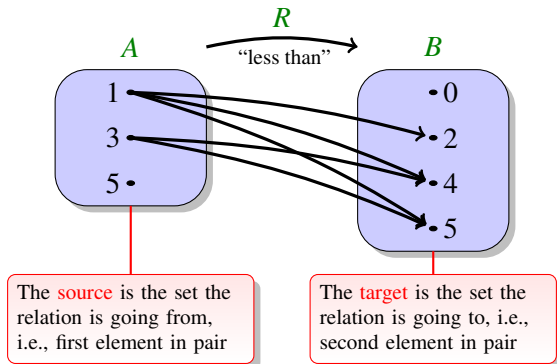 R
A
"less than"
B
1
3
5
0
2
4
5
The source is the set the
relation is going from,
i.e., first element in pair
The target is the set the
relation is going to, i.e.,
second element in pair